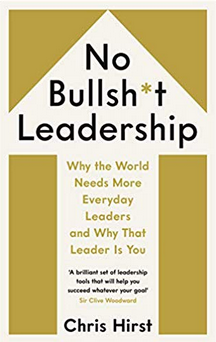 No
Bullsh*t
Leadership
Why the World
Needs More
Everyday
Leaders
and Why That
Leader Is You
'A brilliant set of leadership
tools that will help you
succeed whatever your goal'
Sir Clive Woodward
Chris Hirst